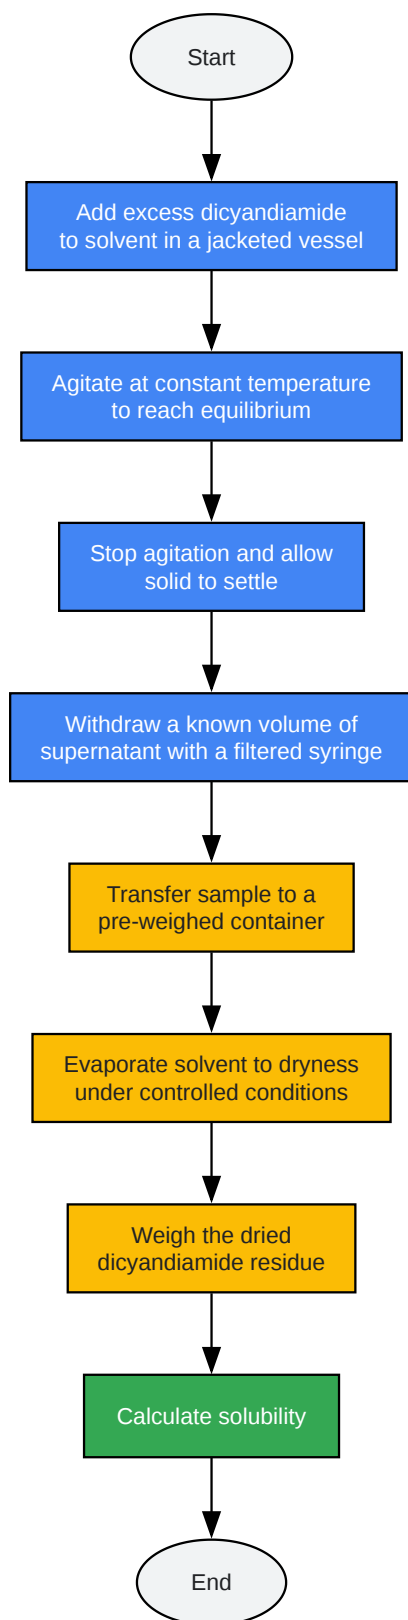 Start
Add excess dicyandiamide
to solvent in a jacketed vessel
Agitate at constant temperature
to reach equilibrium
Stop agitation and allow
solid to settle
Withdraw a known volume of
supernatant with a filtered syringe
Transfer sample to a
pre-weighed container
Evaporate solvent to dryness
under controlled conditions
Weigh the dried
dicyandiamide residue
Calculate solubility
End